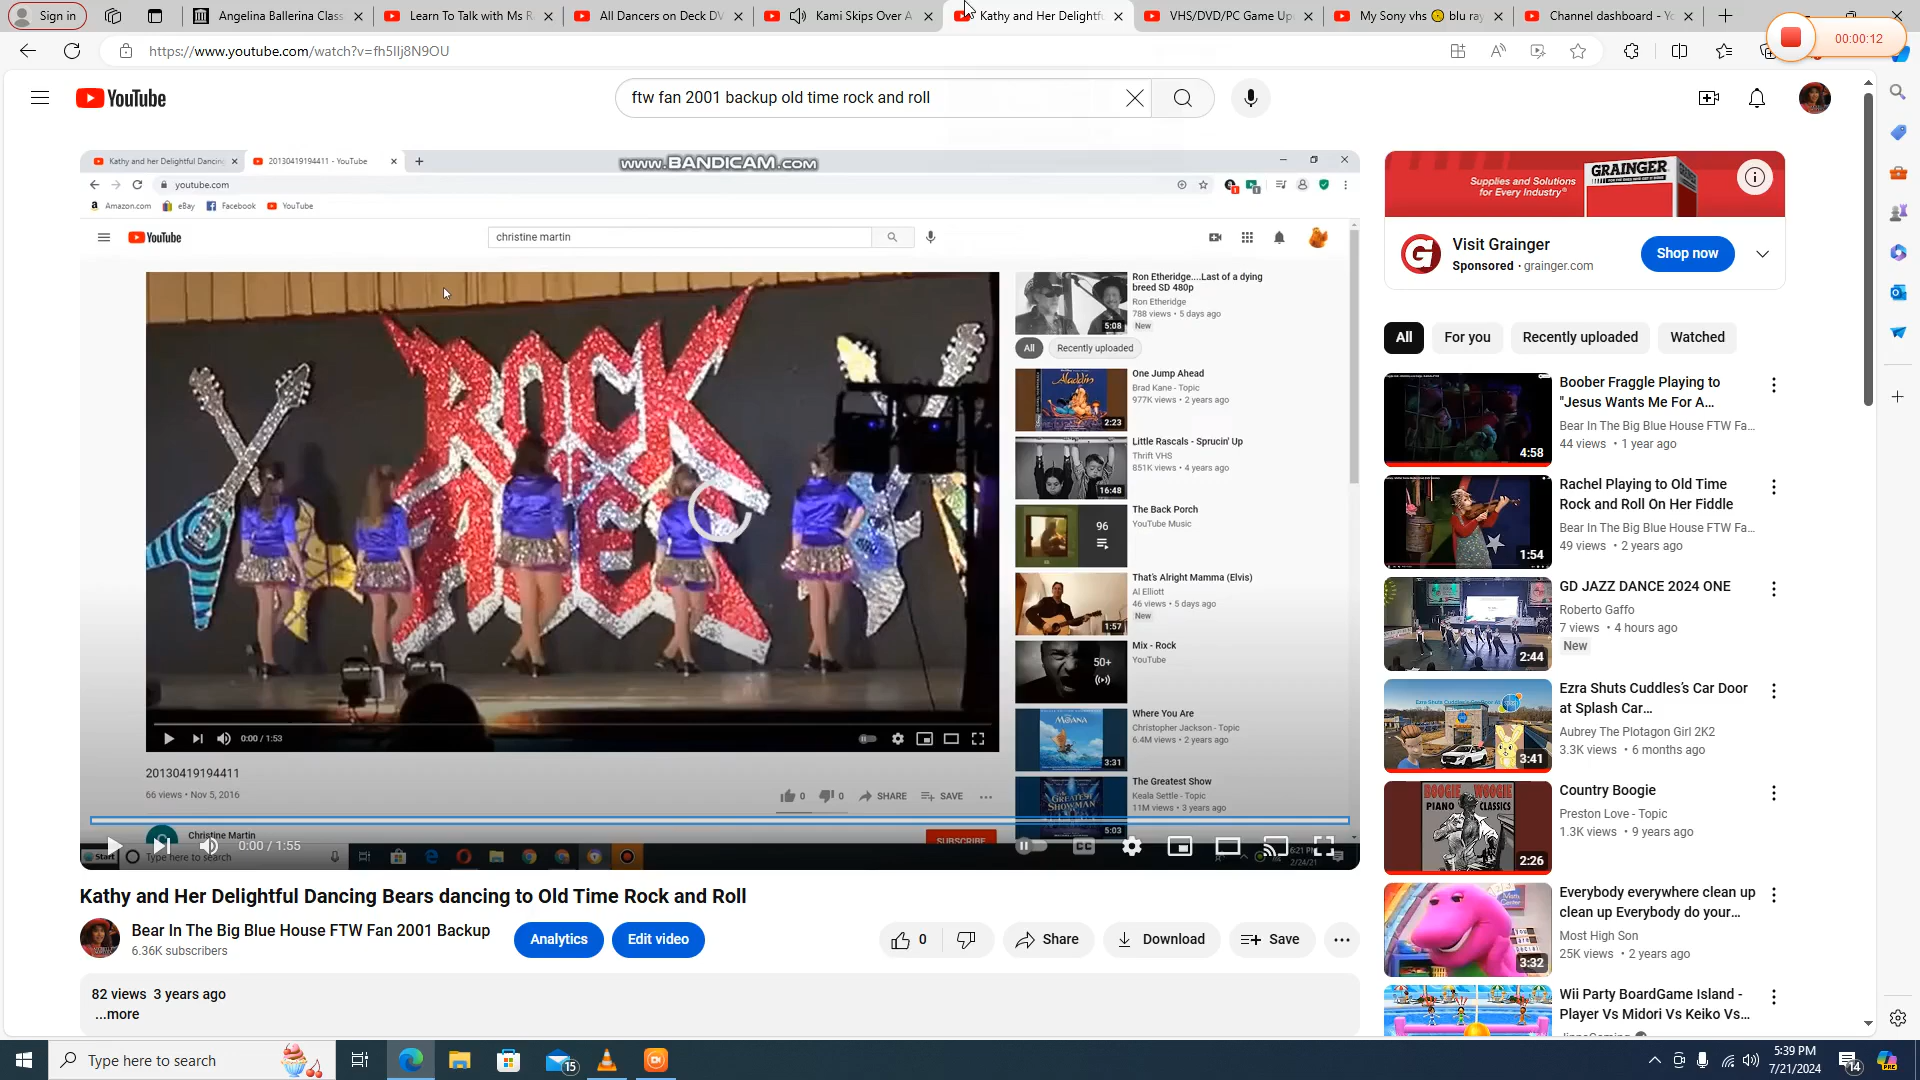 Sign in
Angelina Ballerina Clas
Learn To Talk with Ms R
All Dancers on Deck DV
Kami Skips Over A
Kathy and Her Delightfu
VHS/DVD/PC Game Up
My Sony vhs blu ray
Channel dashboard - Yo
00:00:12
https://www.youtube.com/watch?v=fh5lIj8N9OU
YouTube
ftw fan 2001 backup old time rock and roll
Kathy and her Delightful Dancing
20130419194411 - YouTube
www.BANDICAM.com
youtube.com
Amazon.com
eBay
Facebook
YouTube
YouTube
christine martin
ROCK
Ron Etheridge....Last of a dying
breed SD 480p
Ron Etheridge
788 views • 5 days ago
New
5:08
All
Recently uploaded
One Jump Ahead
Brad Kane - Topic
977K views • 2 years ago
Aladdin
2:23
Little Rascals - Sprucin' Up
Thrift VHS
851K views • 4 years ago
16:48
The Back Porch
YouTube Music
96
That's Alright Mamma (Elvis)
Al Elliott
46 views • 5 days ago
New
1:57
Mix - Rock
YouTube
50+
Where You Are
Christopher Jackson - Topic
6.4M views • 2 years ago
MOANA
3:31
The Greatest Show
Keala Settle - Topic
11M views • 3 years ago
GREATEST
SHOWMAN
5:03
0:00 / 1:53
20130419194411
66 views • Nov 5, 2016
0
0
SHARE
SAVE
Christine Martin
SUBSCRIBE
0:00 / 1:55
CC
Start
Type here to search
6:21 PM
2/24/21
Kathy and Her Delightful Dancing Bears dancing to Old Time Rock and Roll
Bear In The Big Blue House FTW Fan 2001 Backup
6.36K subscribers
Analytics
Edit video
0
Share
Download
Save
82 views 3 years ago
...more
Supplies and Solutions
for Every Industry®
GRAINGER
Visit Grainger
Sponsored · grainger.com
Shop now
All
For you
Recently uploaded
Watched
Boober Fraggle Playing to
"Jesus Wants Me For A...
Bear In The Big Blue House FTW Fa...
44 views • 1 year ago
4:58
Rachel Playing to Old Time
Rock and Roll On Her Fiddle
Bear In The Big Blue House FTW Fa...
49 views • 2 years ago
1:54
GD JAZZ DANCE 2024 ONE
Roberto Gaffo
7 views • 4 hours ago
New
2:44
Ezra Shuts Cuddles's Car Door
at Splash Car...
Aubrey The Plotagon Girl 2K2
3.3K views • 6 months ago
3:41
Country Boogie
Preston Love - Topic
1.3K views • 9 years ago
BOOGIE WOOGIE
PIANO CLASSICS
2:26
Everybody everywhere clean up
clean up Everybody do your...
Most High Son
25K views • 2 years ago
3:32
Wii Party BoardGame Island -
Player Vs Midori Vs Keiko Vs...
Type here to search
15
5:39 PM
7/21/2024
14